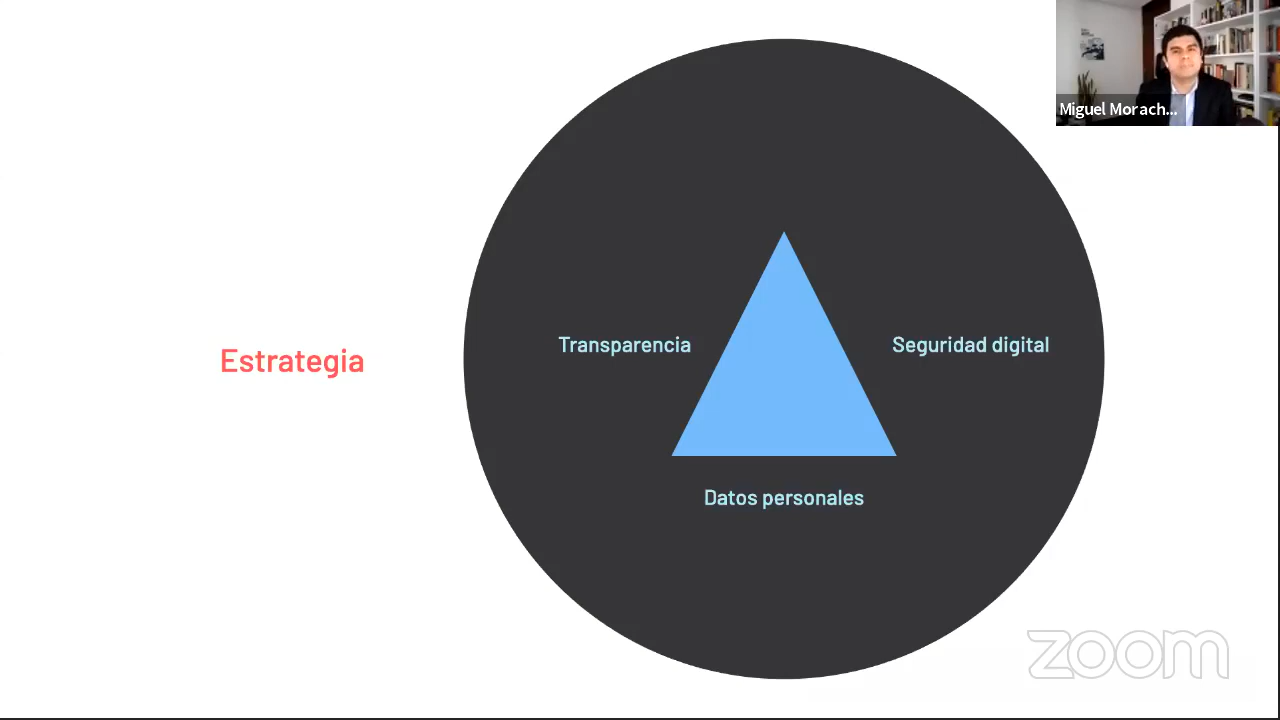 Miguel Morach...
Transparencia
Seguridad digital
Estrategia
Datos personales
zoom